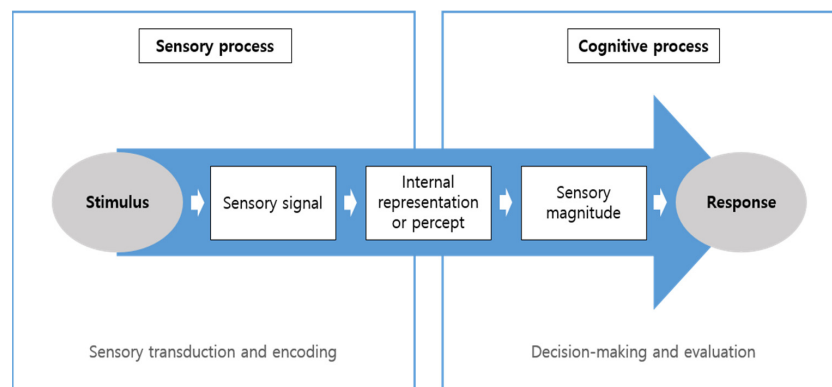 Sensory process
Cognitive process
Stimulus
Sensory signal
Internal
representation
or percept
Sensory
magnitude
Response
Sensory transduction and encoding
Decision-making and evaluation